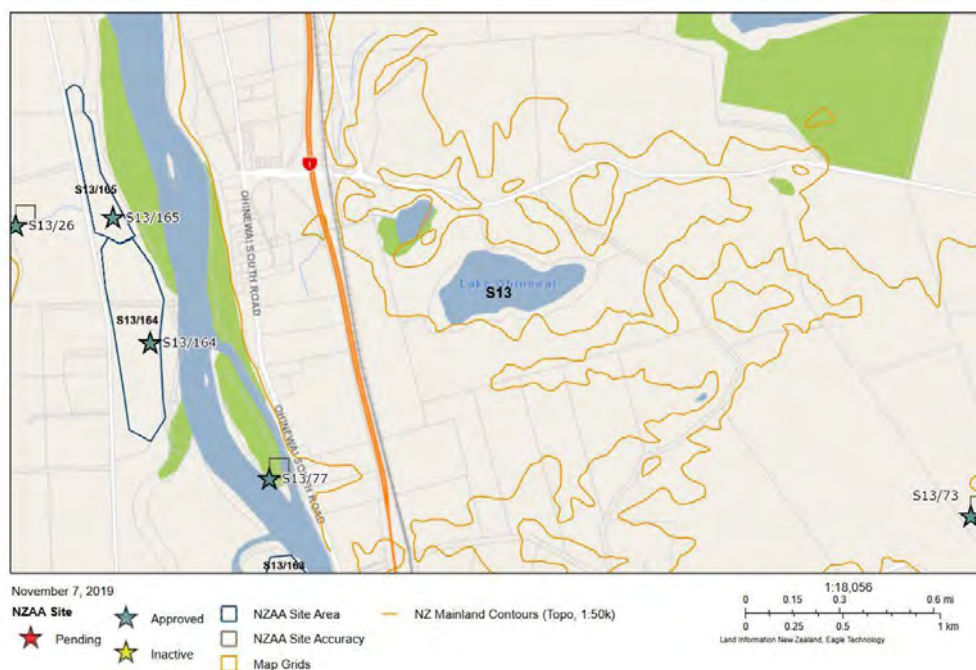 S13/165
S13/165
S13/26
1
OHINEWAI SOUTH ROAD
Lake Ohinewai
S13
S13/164
S13/164
OHINEWAI SOUTH ROAD
S13/77
S13/73
S13/163
November 7, 2019
NZAA Site
Pending
Approved
Inactive
NZAA Site Area
NZAA Site Accuracy
Map Grids
NZ Mainland Contours (Topo, 1:50k)
1:18,056
0 0.15 0.3 0.6 mi
0 0.25 0.5 1 km
Land Information New Zealand, Eagle Technology